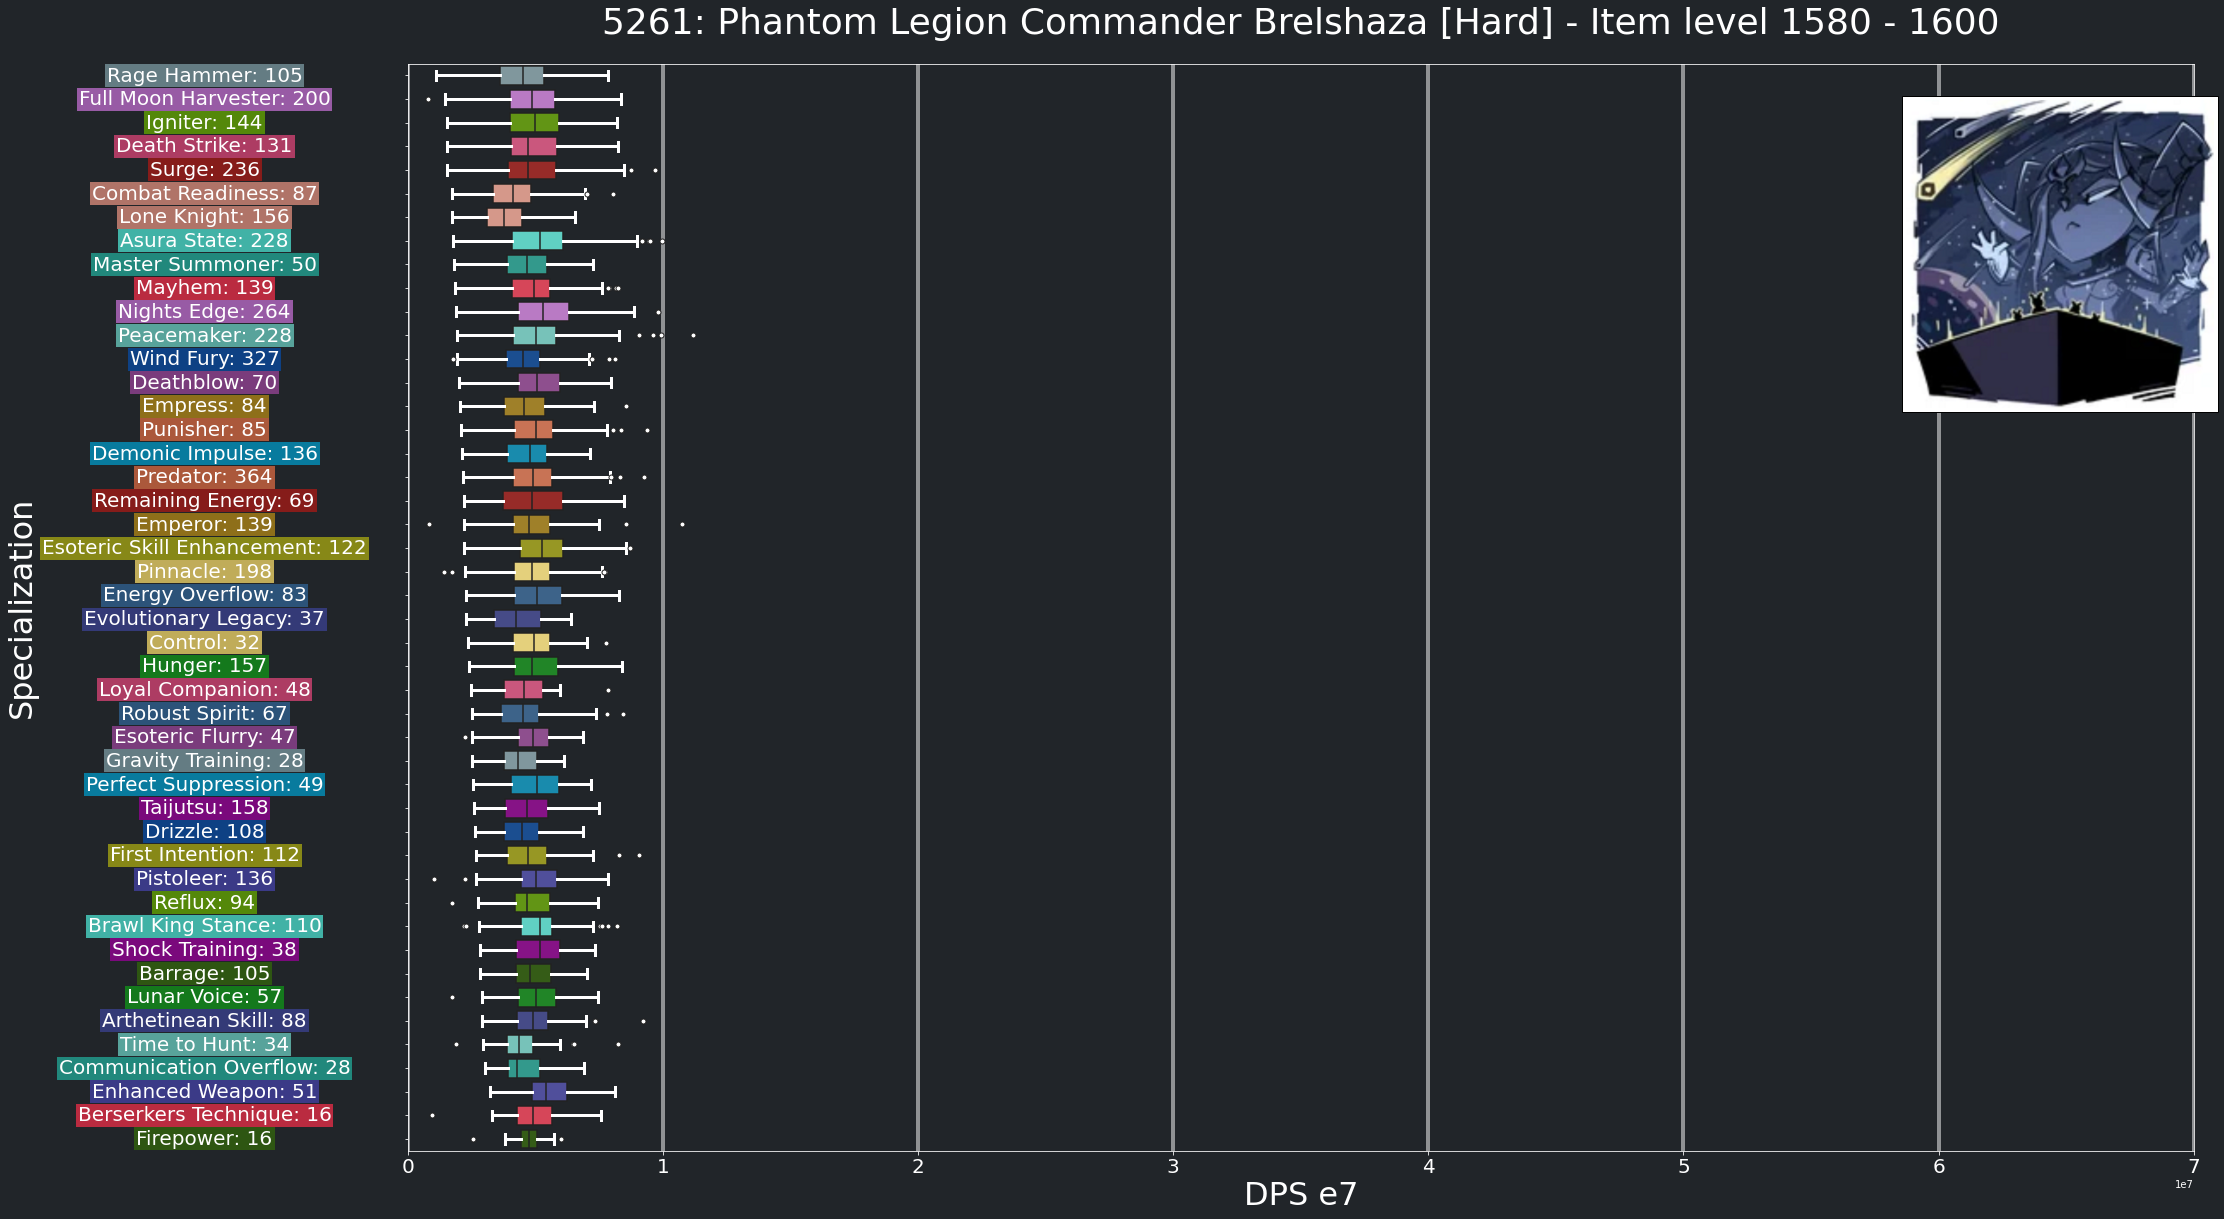 5261: Phantom Legion Commander Brelshaza [Hard] - Item level 1580 - 1600
Specialization
Rage Hammer: 105
Full Moon Harvester: 200
Igniter: 144
Death Strike: 131
Surge: 236
Combat Readiness: 87
Lone Knight: 156
Asura State: 228
Master Summoner: 50
Mayhem: 139
Nights Edge: 264
Peacemaker: 228
Wind Fury: 327
Deathblow: 70
Empress: 84
Punisher: 85
Demonic Impulse: 136
Predator: 364
Remaining Energy: 69
Emperor: 139
Esoteric Skill Enhancement: 122
Pinnacle: 198
Energy Overflow: 83
Evolutionary Legacy: 37
Control: 32
Hunger: 157
Loyal Companion: 48
Robust Spirit: 67
Esoteric Flurry: 47
Gravity Training: 28
Perfect Suppression: 49
Taijutsu: 158
Drizzle: 108
First Intention: 112
Pistoleer: 136
Reflux: 94
Brawl King Stance: 110
Shock Training: 38
Barrage: 105
Lunar Voice: 57
Arthetinean Skill: 88
Time to Hunt: 34
Communication Overflow: 28
Enhanced Weapon: 51
Berserkers Technique: 16
Firepower: 16
0 1 2 3 4 5 6 7
1e7
DPS e7